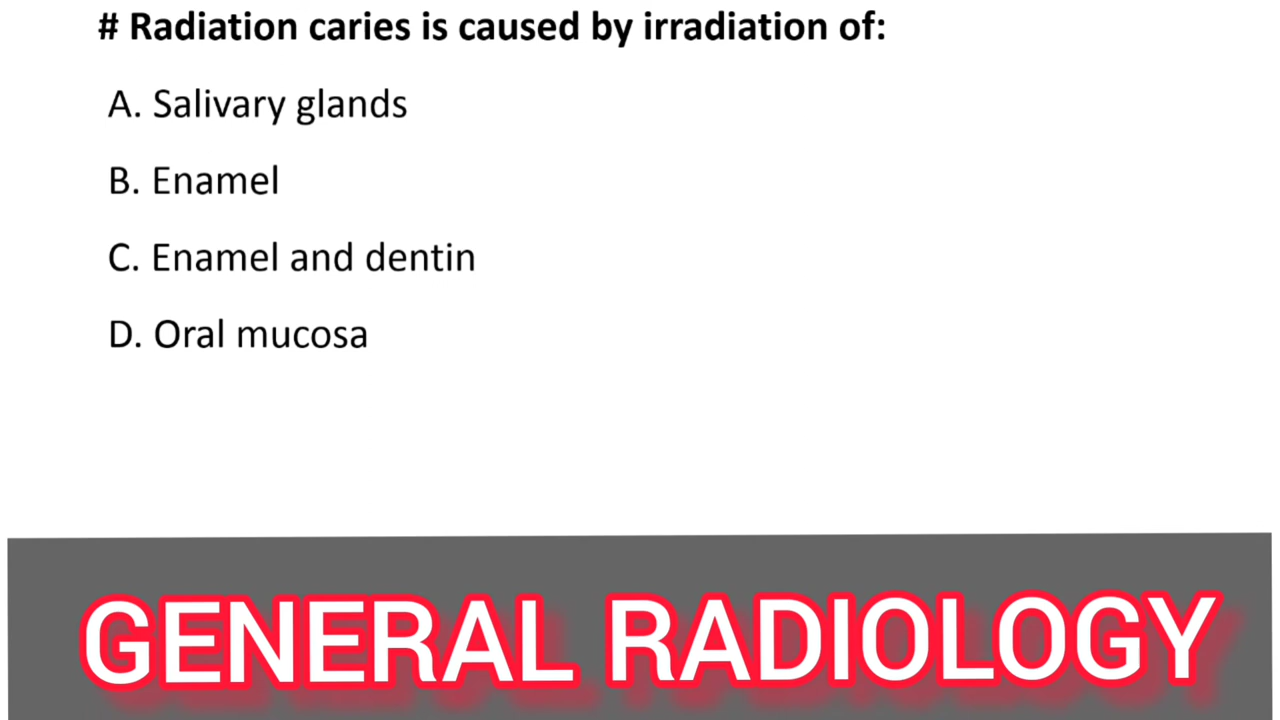 # Radiation caries is caused by irradiation of:
A. Salivary glands
B. Enamel
C. Enamel and dentin
D. Oral mucosa
GENERAL RADIOLOGY